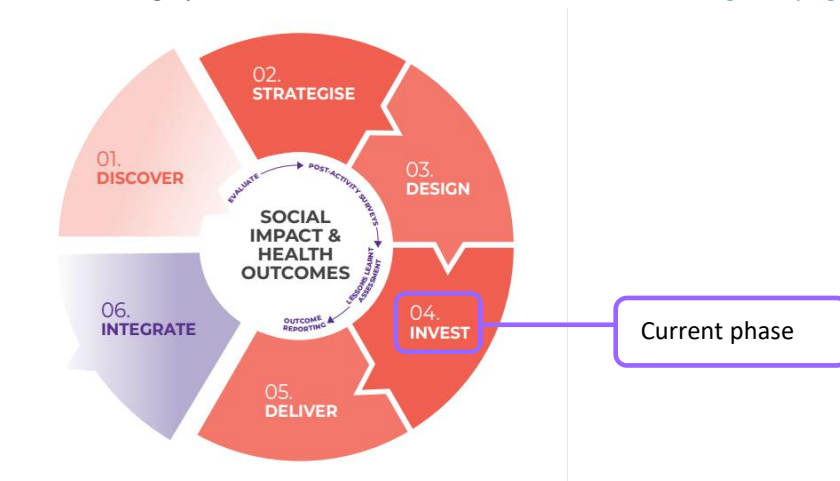 02.
STRATEGISE
01.
DISCOVER
03.
DESIGN
EVALUATE
POST-ACTIVITY SURVEYS
SOCIAL
IMPACT &
HEALTH
OUTCOMES
LESSONS LEARNT
ASSESSMENT
OUTCOME
REPORTING
06.
INTEGRATE
04.
INVEST
Current phase
05.
DELIVER